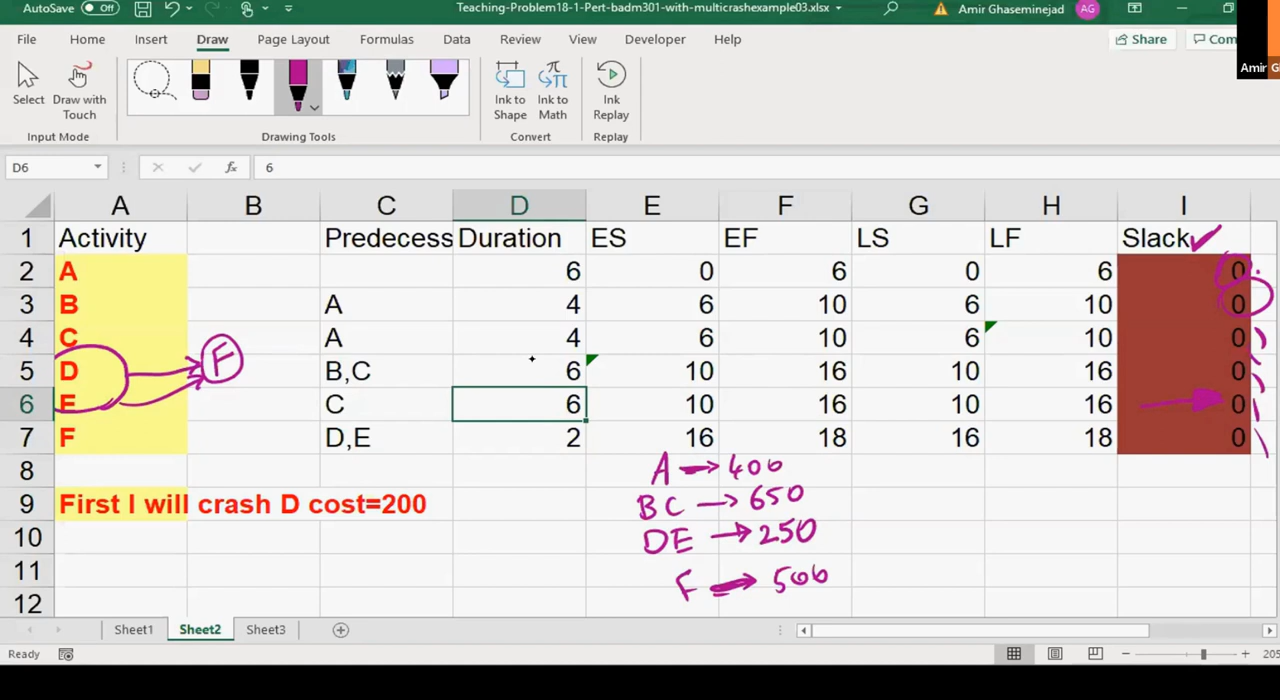 AutoSave Off Teaching-Problem18-1-Pert-badm301-with-multicrashexample03.xlsx Amir Ghaseminejad AG
File Home Insert Draw Page Layout Formulas Data Review View Developer Help Share Com
Amir G
Select Draw with Touch Ink to Shape Ink to Math Ink Replay
Input Mode Drawing Tools Convert Replay
D6 fx 6
A B C D E F G H I
1 Activity Predecess Duration ES EF LS LF Slack
2 A 6 0 6 0 6 0
3 B A 4 6 10 6 10 0
4 C A 4 6 10 6 10 0
F
5 D B,C 6 10 16 10 16 0
6 E C 6 10 16 10 16 0
7 F D,E 2 16 18 16 18 0
8 A → 400
9 First I will crash D cost=200 BC → 650
10 DE → 250
11 F → 500
12
Sheet1 Sheet2 Sheet3
Ready 205